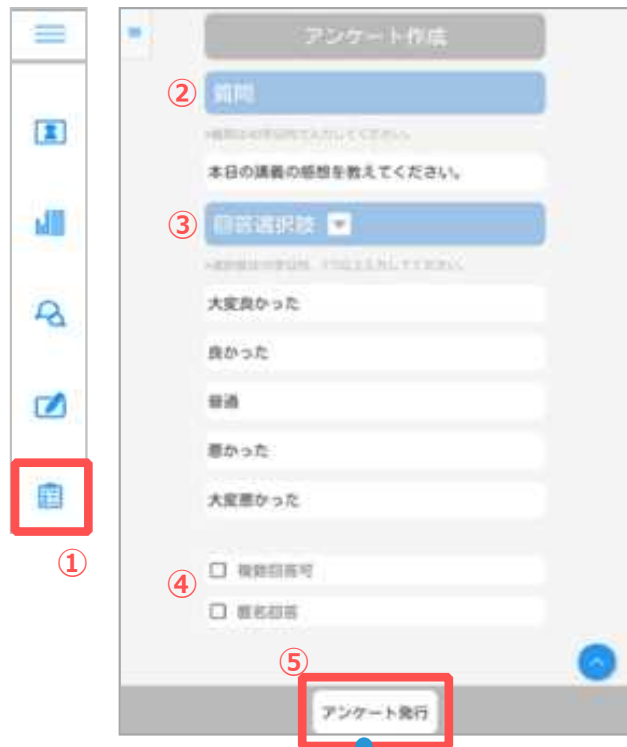 アンケート作成
②
質問
本日の講義の感想を教えてください。
③
回答選択肢
大変良かった
良かった
普通
悪かった
大変悪かった
①
④
複数回答可
匿名回答
⑤
アンケート発行